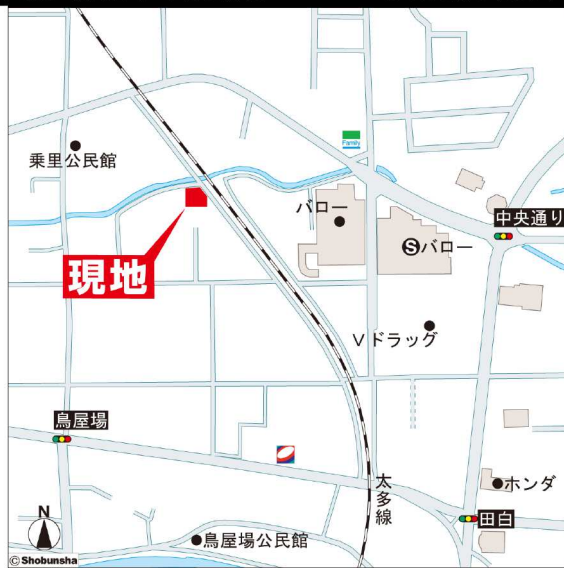 Family
乗里公民館
バロー
中央通り
Ⓢバロー
現地
Vドラッグ
鳥屋場
太多線
ホンダ
田白
N
鳥屋場公民館
© Shobunsha